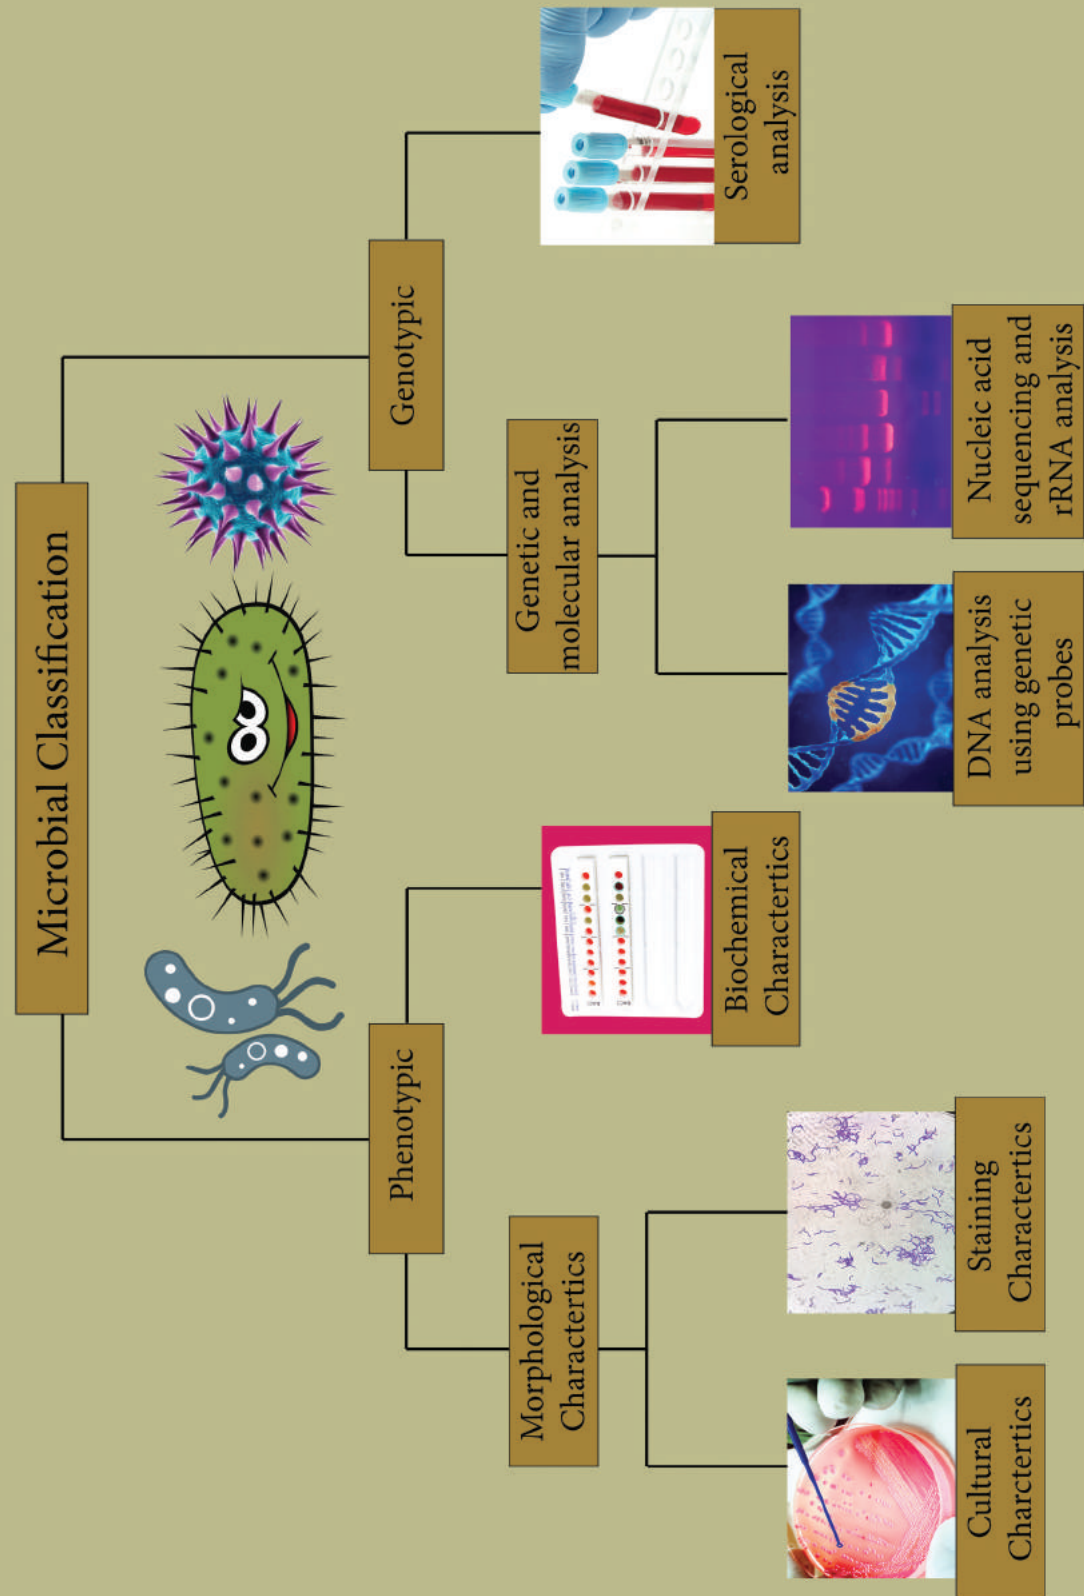 Microbial Classification
Phenotypic
Genotypic
Morphological
Charactertics
Biochemical
Charactertics
Genetic and
molecular analysis
Serological
analysis
Cultural
Charctertics
Staining
Charactertics
DNA analysis
using genetic
probes
Nucleic acid
sequencing and
rRNA analysis